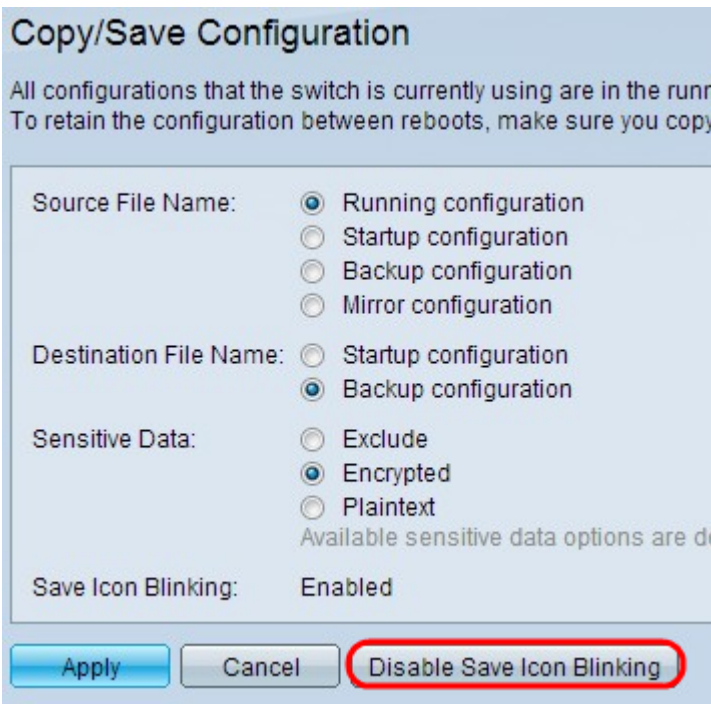 Copy/Save Configuration
All configurations that the switch is currently using are in the
To retain the configuration between reboots, make sure you copy
Source File Name: Running configuration
Startup configuration
Backup configuration
Mirror configuration
Destination File Name: Startup configuration
Backup configuration
Sensitive Data: Exclude
Encrypted
Plaintext
Available sensitive data options are
Save Icon Blinking: Enabled
Apply Cancel Disable Save Icon Blinking